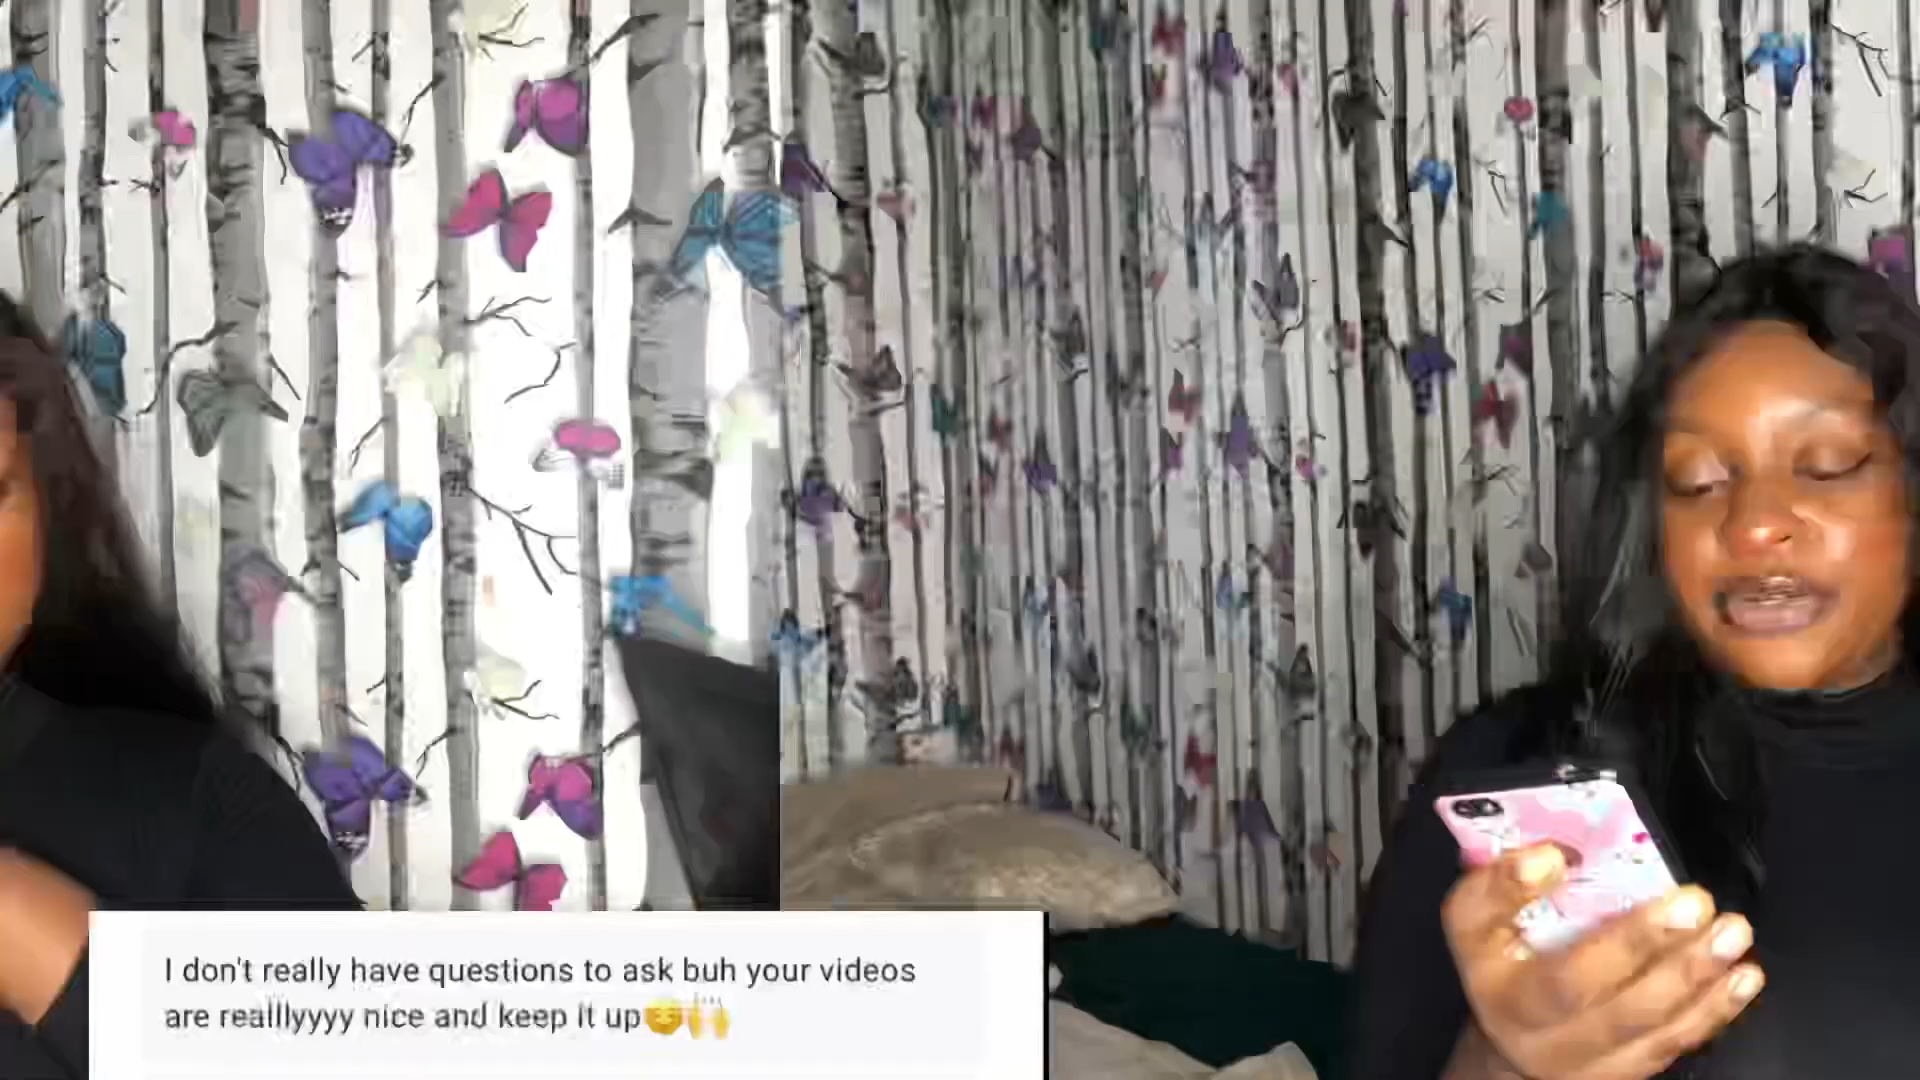 I don't really have questions to ask buh your videos
are realllyyyy nice and keep it up😊🙌